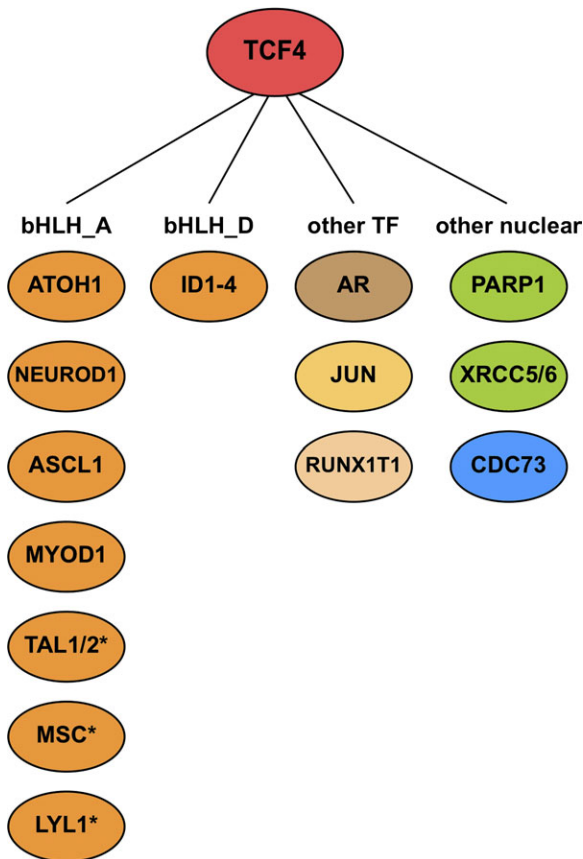 TCF4
bHLH_A
bHLH_D
other TF
other nuclear
ATOH1
ID1-4
AR
PARP1
NEUROD1
JUN
XRCC5/6
ASCL1
RUNX1T1
CDC73
MYOD1
TAL1/2*
MSC*
LYL1*